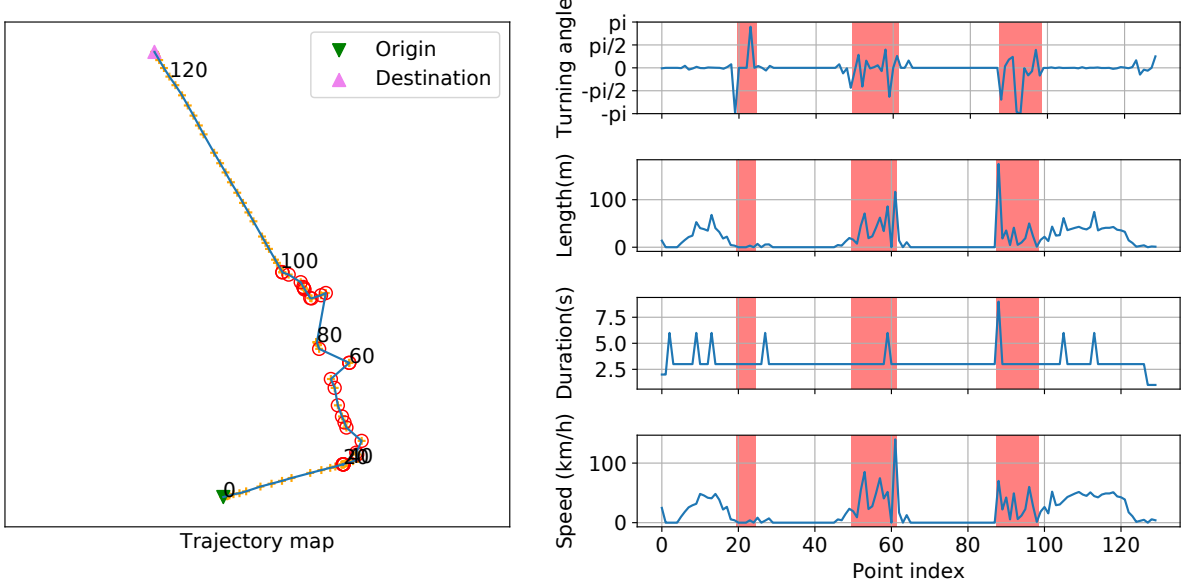 Origin
Destination
120
100
80
60
20
40
0
Trajectory map
Turning angle
pi
pi/2
0
-pi/2
-pi
Length(m)
100
0
Duration(s)
7.5
5.0
2.5
Speed (km/h)
100
0
0 20 40 60 80 100 120
Point index